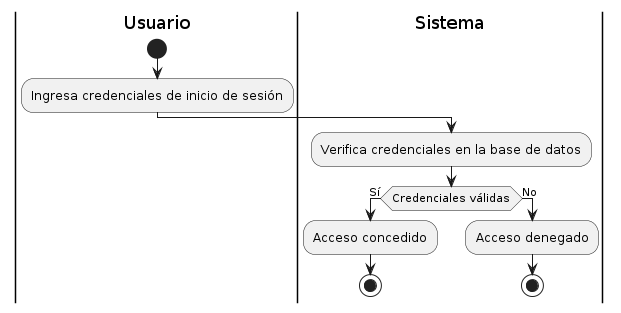 Usuario
Sistema
Ingresa credenciales de inicio de sesión
Verifica credenciales en la base de datos
Sí
Credenciales válidas
No
Acceso concedido
Acceso denegado